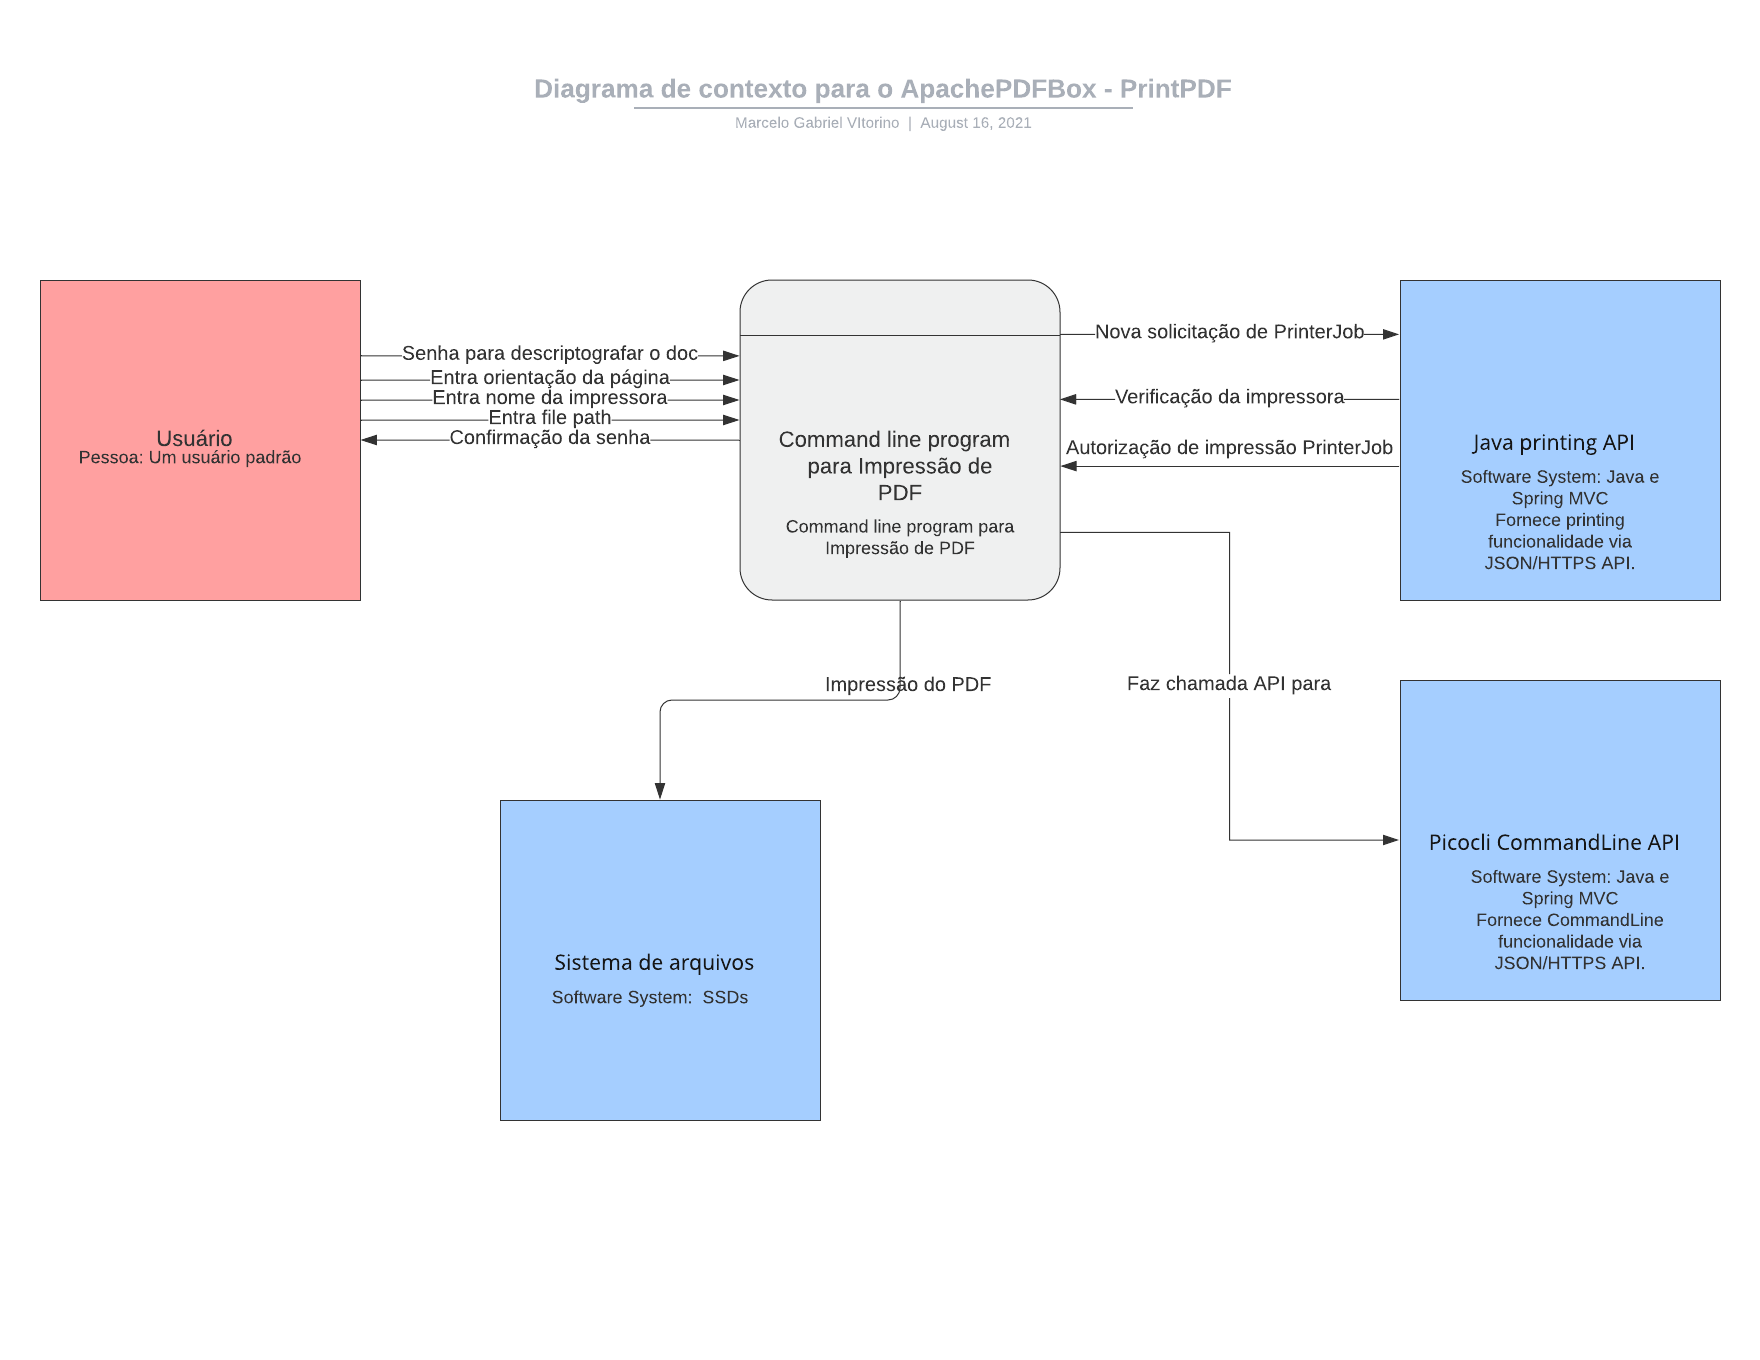 Diagrama de contexto para o ApachePDFBox - PrintPDF
Marcelo Gabriel VItorino | August 16, 2021
Usuário
Pessoa: Um usuário padrão
Senha para descriptografar o doc
Entra orientação da página
Entra nome da impressora
Entra file path
Confirmação da senha
Command line program
para Impressão de
PDF
Command line program para
Impressão de PDF
Nova solicitação de PrinterJob
Verificação da impressora
Autorização de impressão PrinterJob
Java printing API
Software System: Java e
Spring MVC
Fornece printing
funcionalidade via
JSON/HTTPS API.
Impressão do PDF
Faz chamada API para
Sistema de arquivos
Software System:  SSDs
Picocli CommandLine API
Software System: Java e
Spring MVC
Fornece CommandLine
funcionalidade via
JSON/HTTPS API.